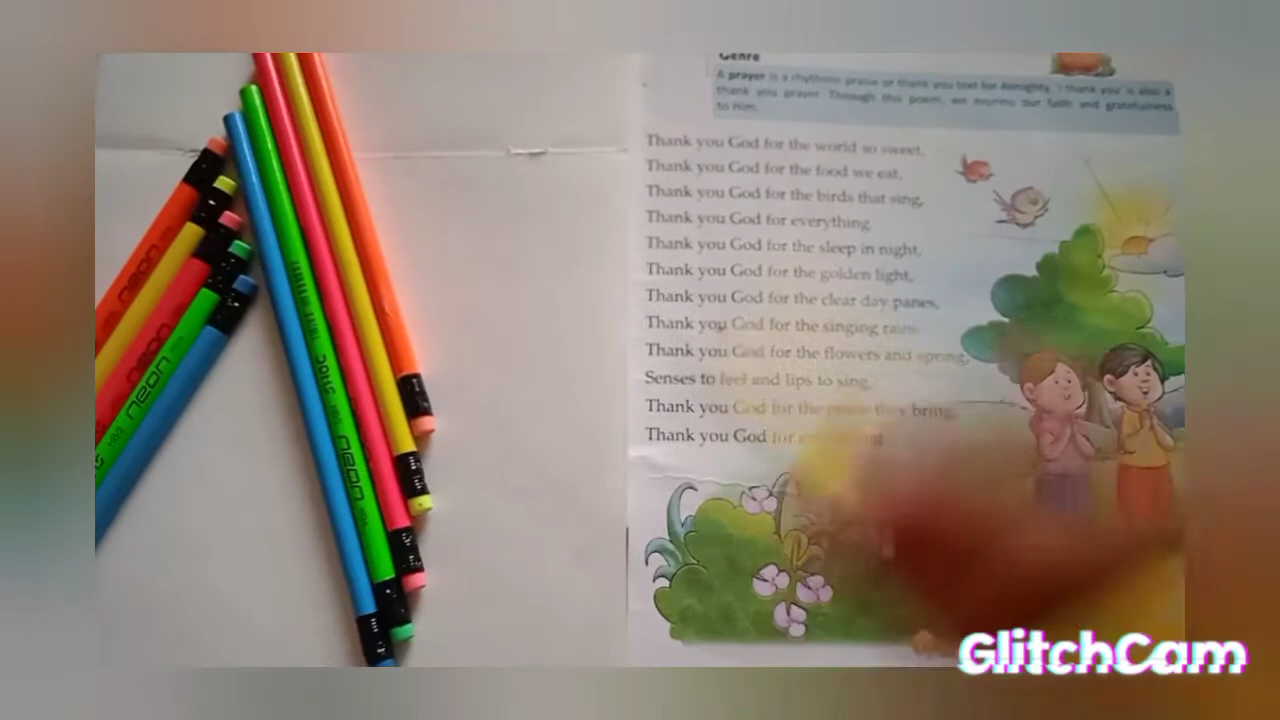 Genre
A prayer is a rhythmic praise or thank you text for Almighty. 'I thank you' is also a
thank you prayer. Through this poem, we express our faith and gratefulness
to Him.
Thank you God for the world so sweet,
Thank you God for the food we eat,
Thank you God for the birds that sing,
Thank you God for everything.
Thank you God for the sleep in night,
Thank you God for the golden light,
Thank you God for the clear day panes,
Thank you God for the singing rains
Thank you God for the flowers and spring,
Senses to feel and lips to sing,
Thank you God for the they bring,
Thank you God for
neon
neon
neon
neon
neon
GlitchCam